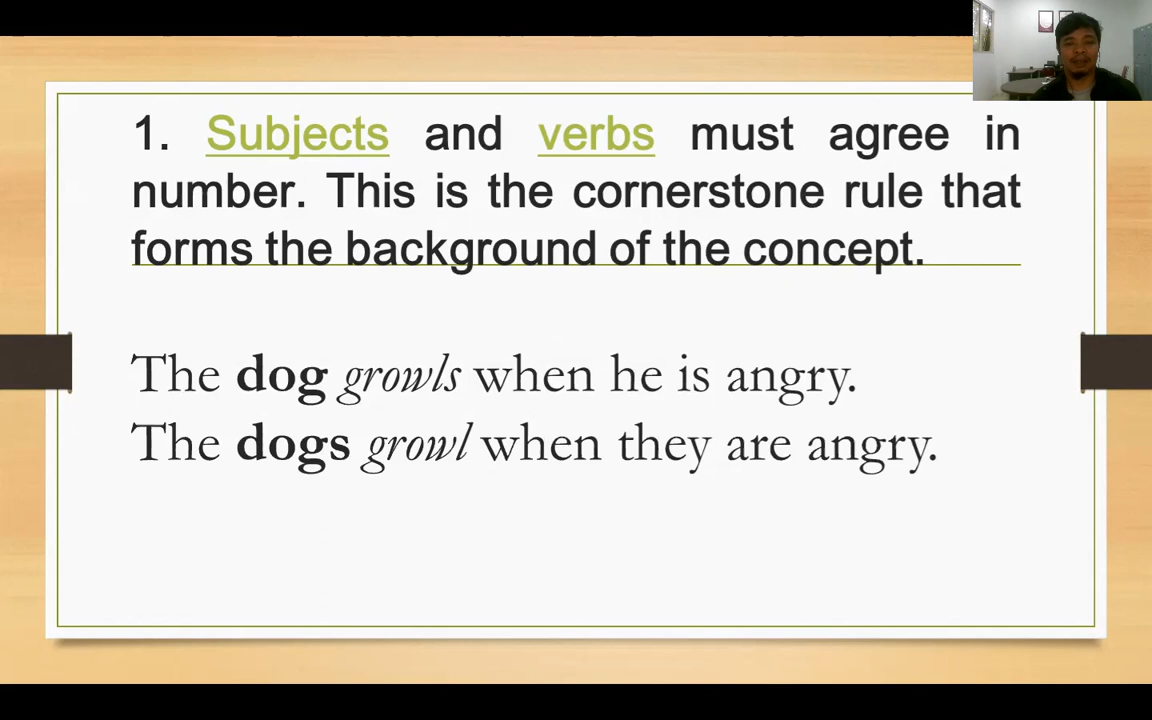 1. Subjects and verbs must agree in
number. This is the cornerstone rule that
forms the background of the concept.
The dog growls when he is angry.
The dogs growl when they are angry.